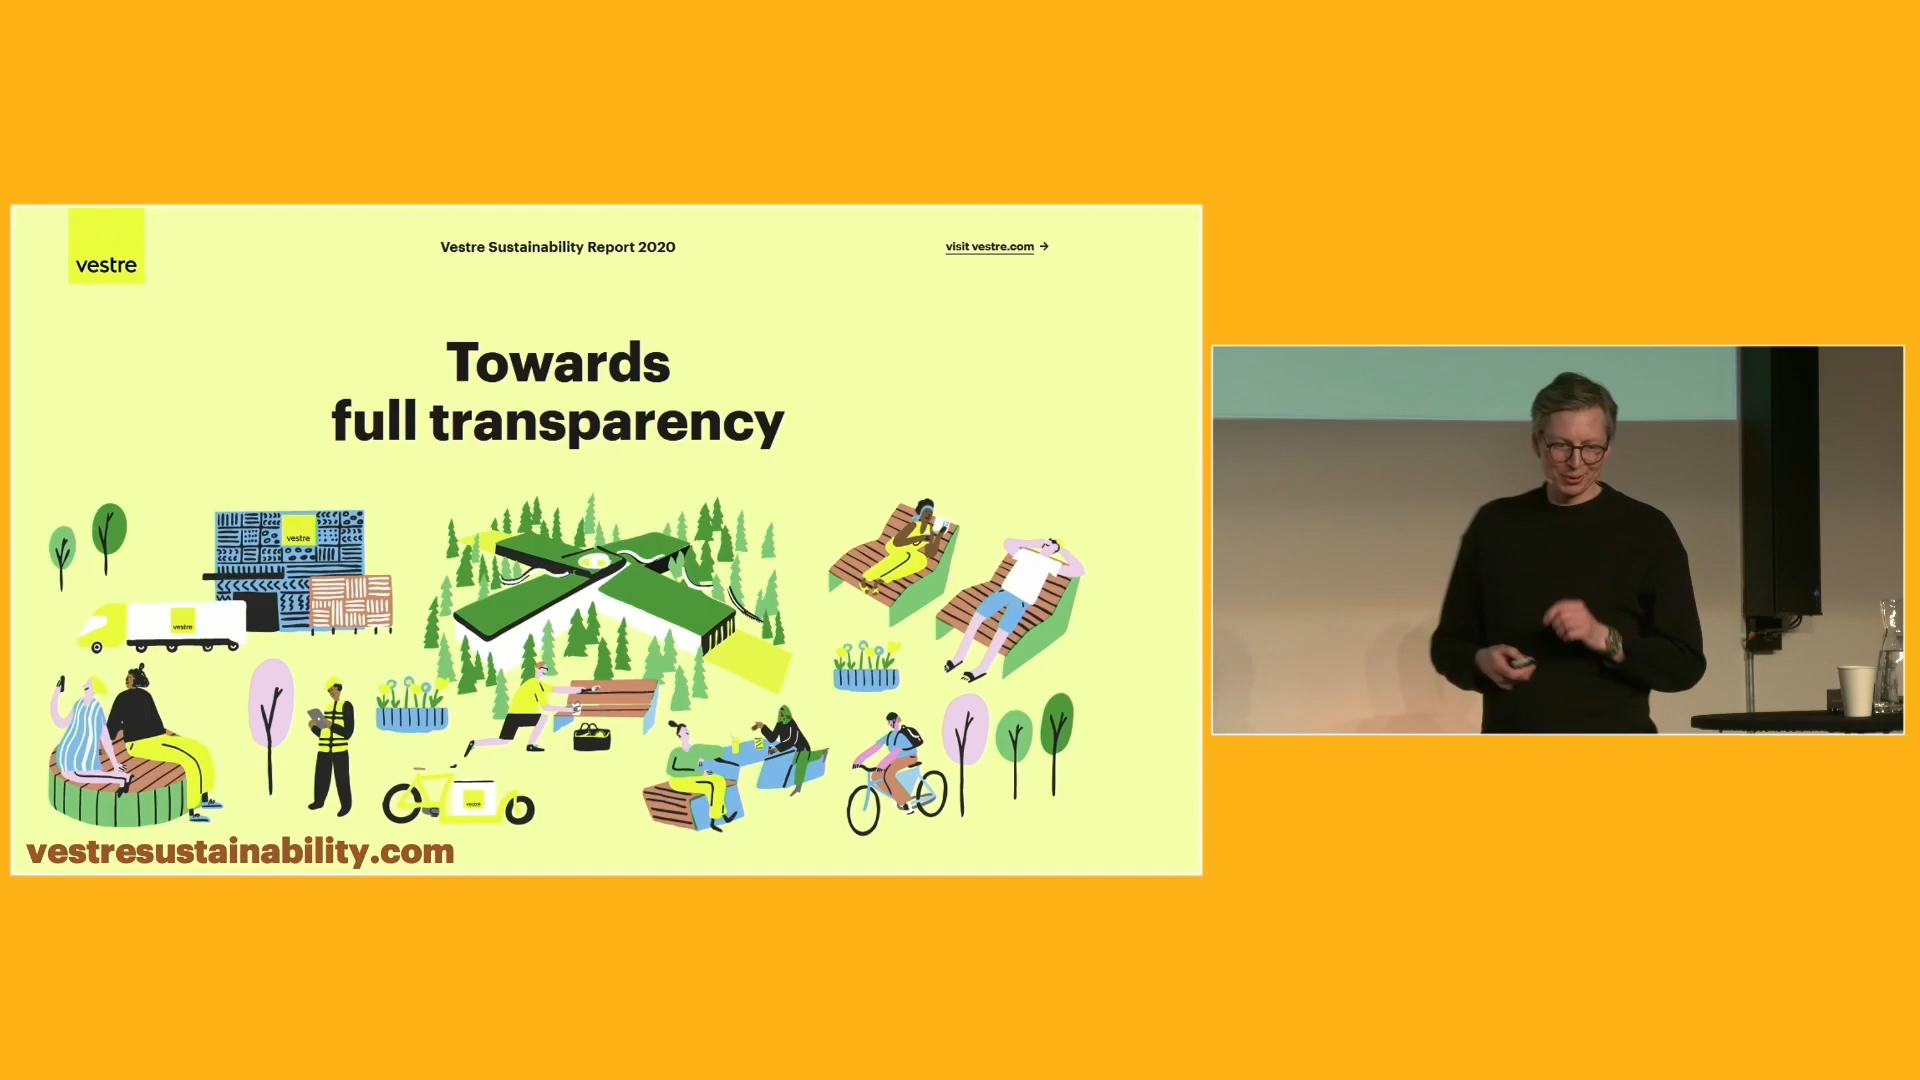 vestre
Vestre Sustainability Report 2020
visit vestre.com →
Towards
full transparency
vestre
vestre
vestre
vestresustainability.com